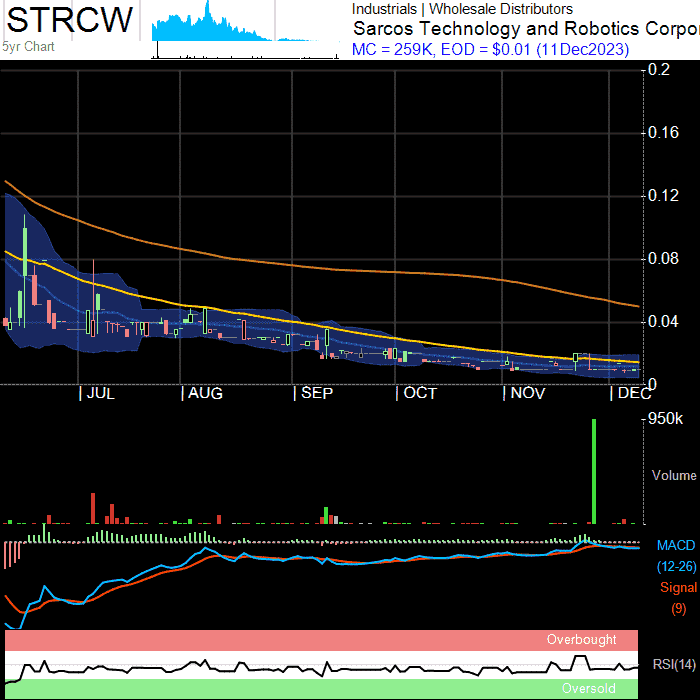 STRCW
5yr Chart
Industrials | Wholesale Distributors
Sarcos Technology and Robotics Corpor
MC = 259K, EOD = $0.01 (11Dec2023)
0.2
0.16
0.12
0.08
0.04
0
JUL AUG SEP OCT NOV DEC
950k
Volume
MACD
(12-26)
Signal
(9)
Overbought
RSI(14)
Oversold